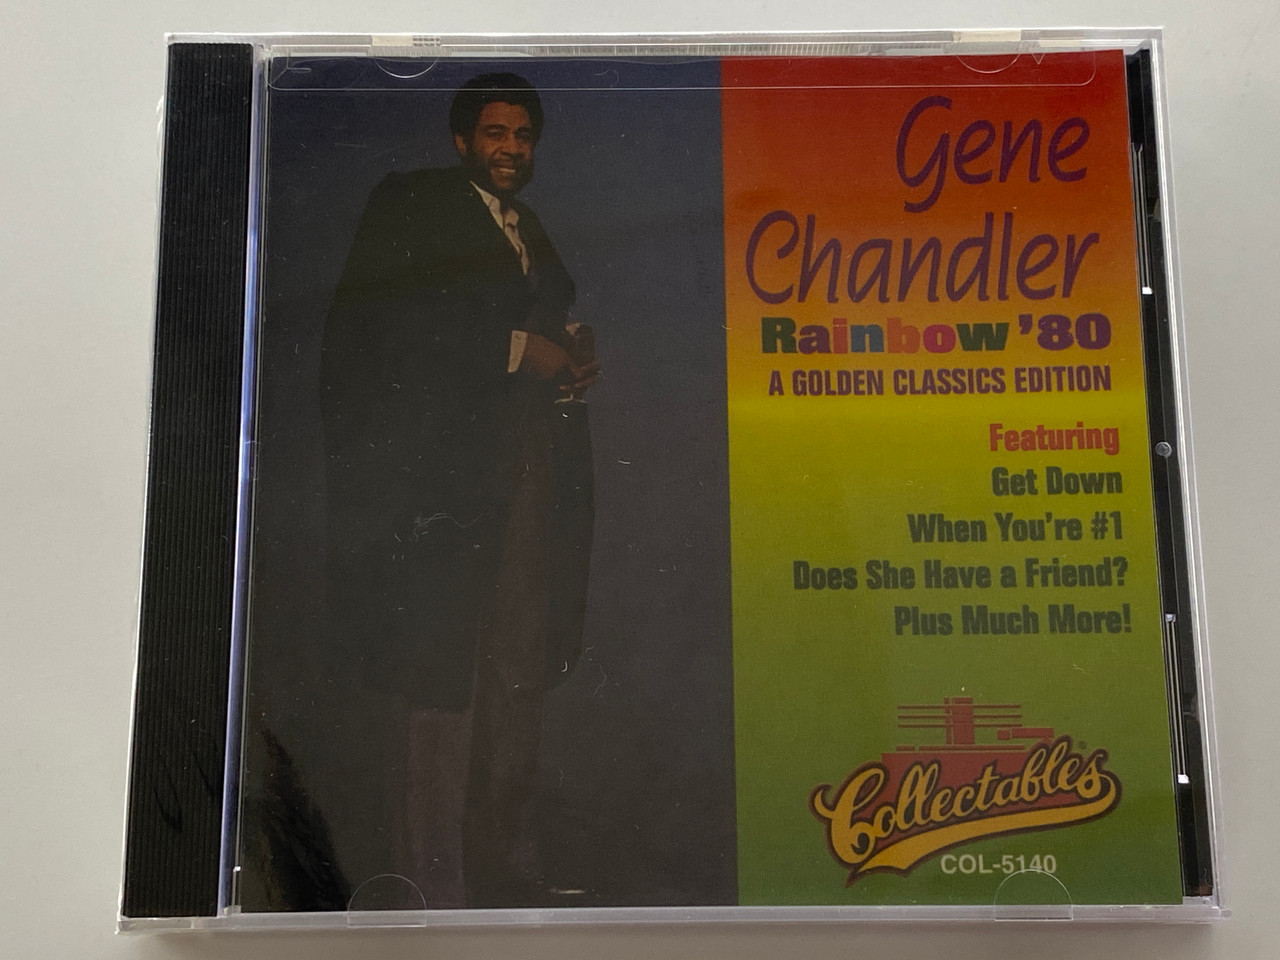 Gene
Chandler
Rainbow '80
A GOLDEN CLASSICS EDITION
Featuring
Get Down
When You're #1
Does She Have a Friend?
Plus Much More!
Collectables®
COL-5140